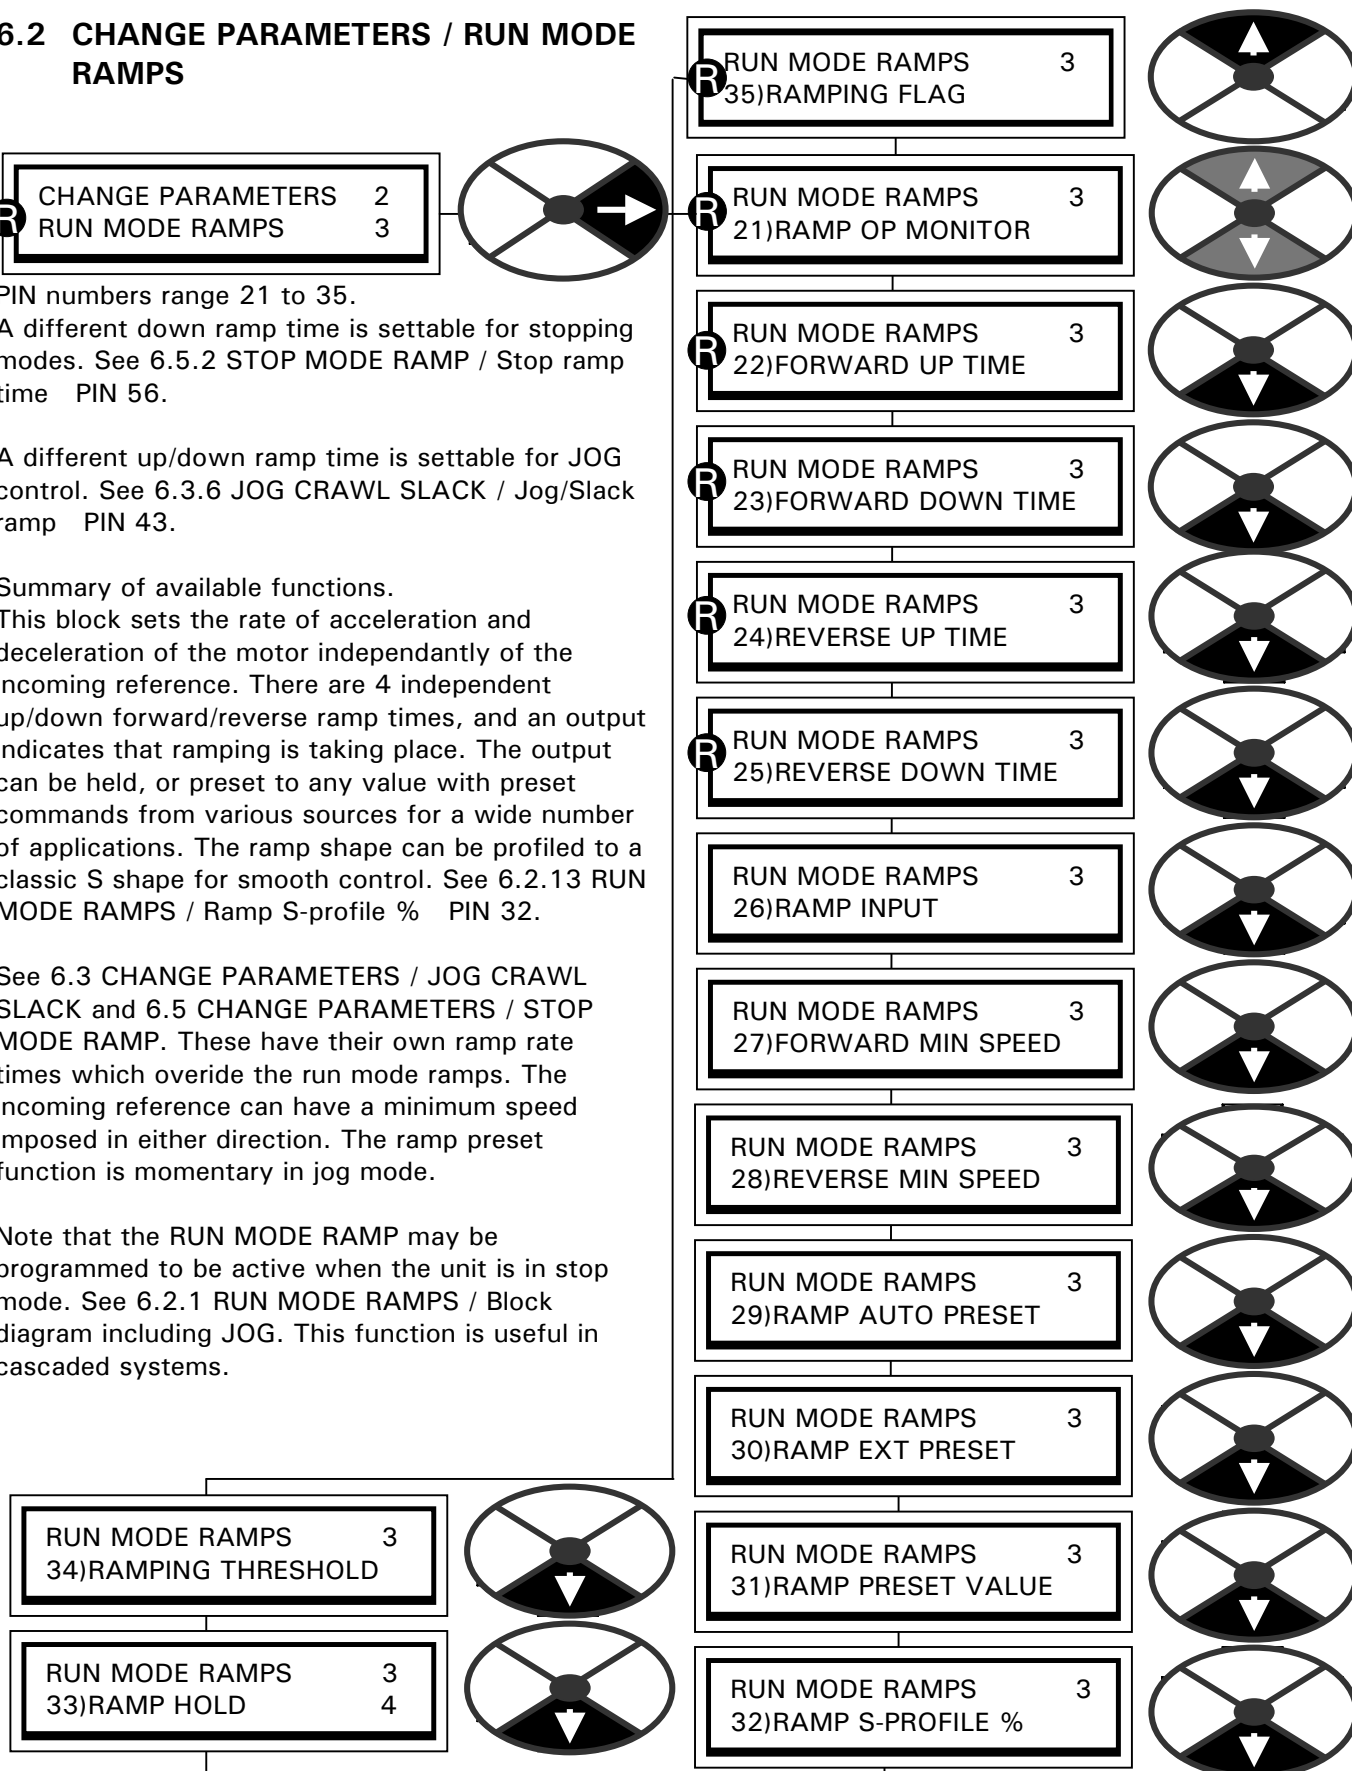 6.2 CHANGE PARAMETERS / RUN MODE
RAMPS
R
CHANGE PARAMETERS 2
RUN MODE RAMPS 3
PIN numbers range 21 to 35.
A different down ramp time is settable for stopping
modes. See 6.5.2 STOP MODE RAMP / Stop ramp
time PIN 56.
A different up/down ramp time is settable for JOG
control. See 6.3.6 JOG CRAWL SLACK / Jog/Slack
ramp PIN 43.
Summary of available functions.
This block sets the rate of acceleration and
deceleration of the motor independantly of the
incoming reference. There are 4 independent
up/down forward/reverse ramp times, and an output
indicates that ramping is taking place. The output
can be held, or preset to any value with preset
commands from various sources for a wide number
of applications. The ramp shape can be profiled to a
classic S shape for smooth control. See 6.2.13 RUN
MODE RAMPS / Ramp S-profile % PIN 32.
See 6.3 CHANGE PARAMETERS / JOG CRAWL
SLACK and 6.5 CHANGE PARAMETERS / STOP
MODE RAMP. These have their own ramp rate
times which overide the run mode ramps. The
incoming reference can have a minimum speed
imposed in either direction. The ramp preset
function is momentary in jog mode.
Note that the RUN MODE RAMP may be
programmed to be active when the unit is in stop
mode. See 6.2.1 RUN MODE RAMPS / Block
diagram including JOG. This function is useful in
cascaded systems.
RUN MODE RAMPS 3
34)RAMPING THRESHOLD
RUN MODE RAMPS 3
33)RAMP HOLD 4
R
RUN MODE RAMPS 3
35)RAMPING FLAG
R
RUN MODE RAMPS 3
21)RAMP OP MONITOR
R
RUN MODE RAMPS 3
22)FORWARD UP TIME
R
RUN MODE RAMPS 3
23)FORWARD DOWN TIME
R
RUN MODE RAMPS 3
24)REVERSE UP TIME
R
RUN MODE RAMPS 3
25)REVERSE DOWN TIME
RUN MODE RAMPS 3
26)RAMP INPUT
RUN MODE RAMPS 3
27)FORWARD MIN SPEED
RUN MODE RAMPS 3
28)REVERSE MIN SPEED
RUN MODE RAMPS 3
29)RAMP AUTO PRESET
RUN MODE RAMPS 3
30)RAMP EXT PRESET
RUN MODE RAMPS 3
31)RAMP PRESET VALUE
RUN MODE RAMPS 3
32)RAMP S-PROFILE %